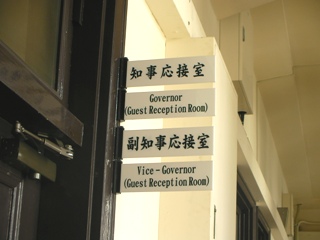 知事応接室
Governor
(Guest Reception Room)
副知事応接室
Vice-Governor
(Guest Reception Room)